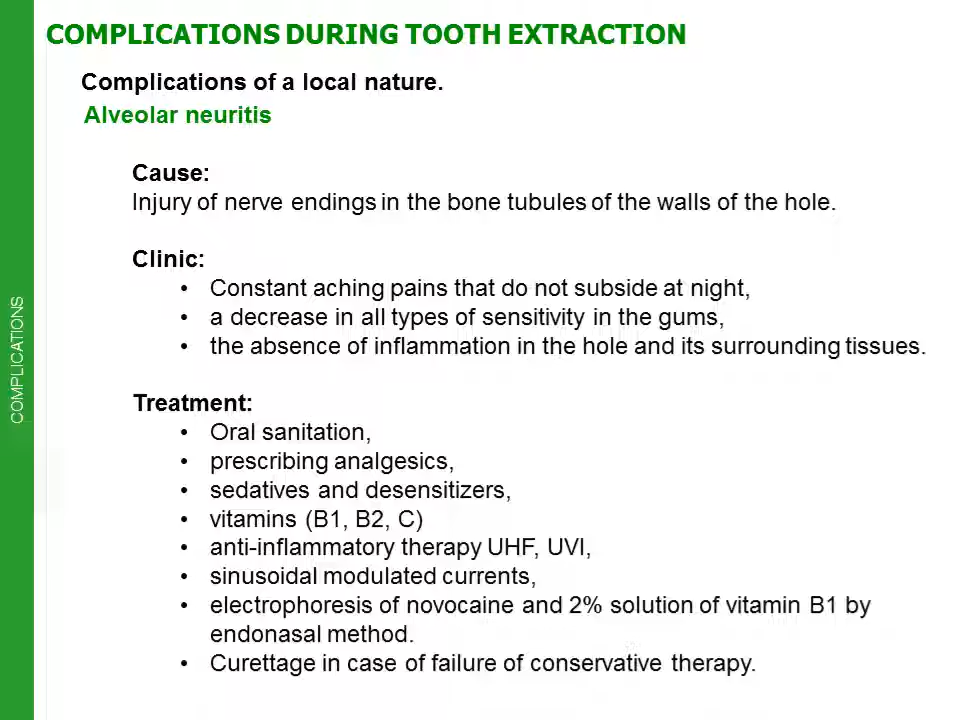 COMPLICATIONS DURING TOOTH EXTRACTION
Complications of a local nature.
Alveolar neuritis
Cause:
Injury of nerve endings in the bone tubules of the walls of the hole.
Clinic:
• Constant aching pains that do not subside at night,
• a decrease in all types of sensitivity in the gums,
• the absence of inflammation in the hole and its surrounding tissues.
Treatment:
• Oral sanitation,
• prescribing analgesics,
• sedatives and desensitizers,
• vitamins (B1, B2, C)
• anti-inflammatory therapy UHF, UVI,
• sinusoidal modulated currents,
• electrophoresis of novocaine and 2% solution of vitamin B1 by
endonasal method.
• Curettage in case of failure of conservative therapy.
COMPLICATIONS